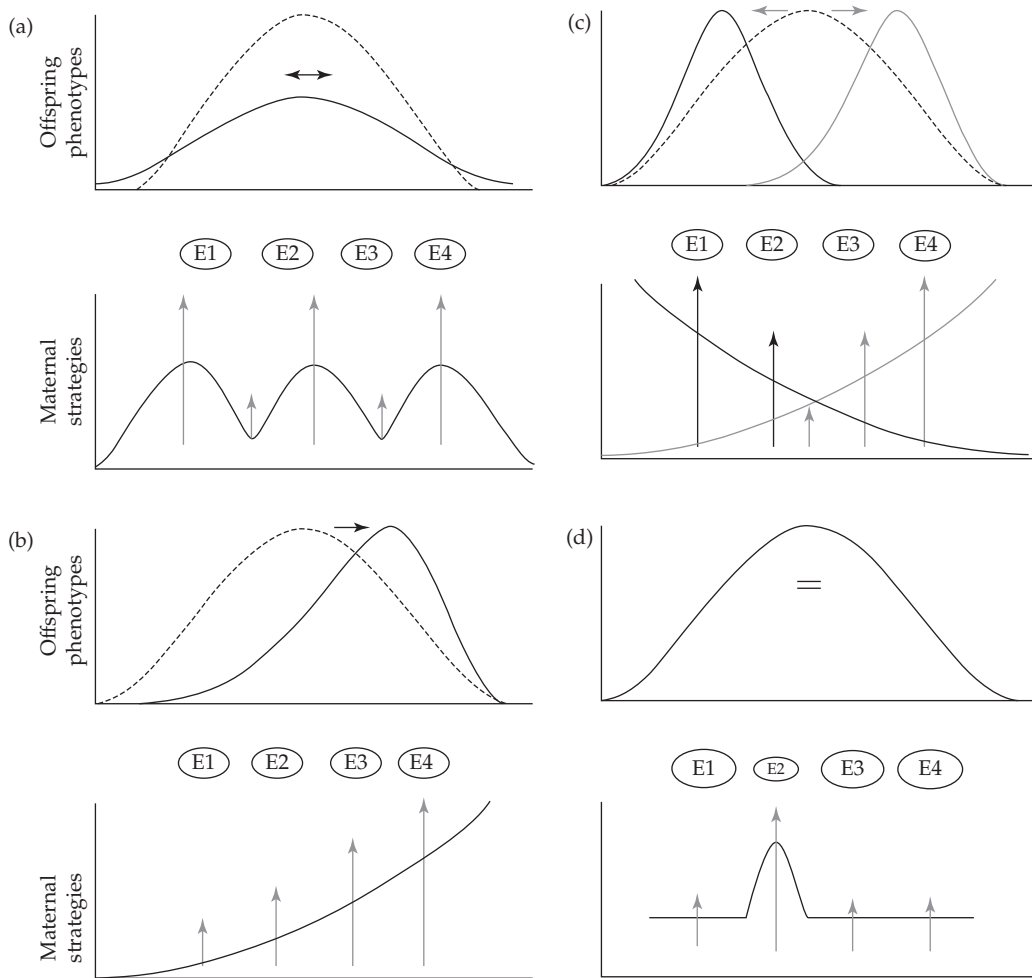 (a)
Offspring
phenotypes
E1 E2 E3 E4
Maternal
strategies
(c)
E1 E2 E3 E4
(b)
Offspring
phenotypes
E1 E2 E3 E4
Maternal
strategies
(d)
=
E1 E2 E3 E4